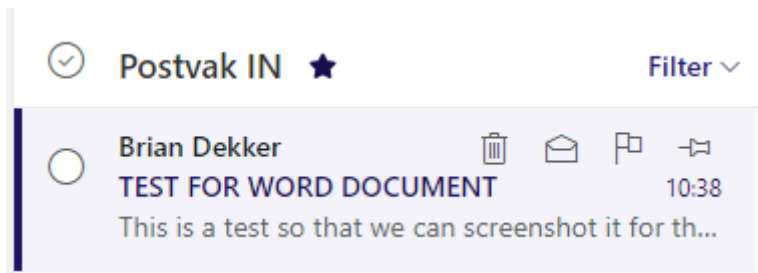 Postvak IN
Filter
Brian Dekker
TEST FOR WORD DOCUMENT
10:38
This is a test so that we can screenshot it for th...